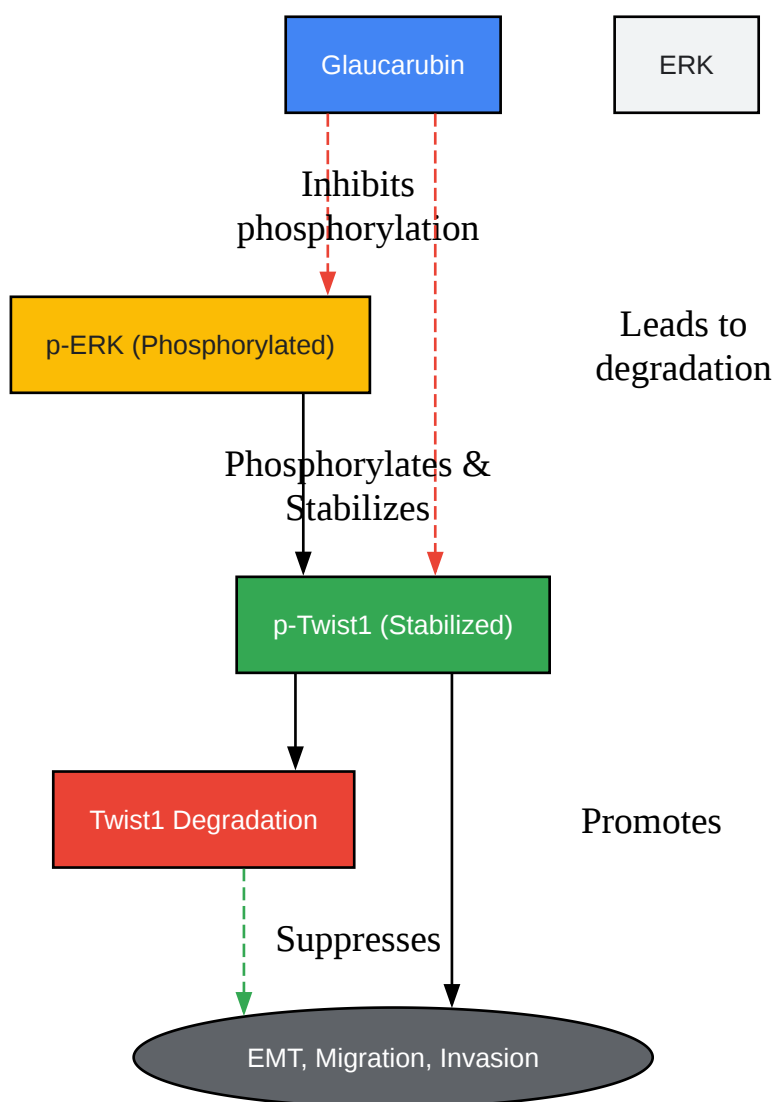 Glaucarubin
ERK
Inhibits
phosphorylation
p-ERK (Phosphorylated)
Leads to
degradation
Phosphorylates &
Stabilizes
p-Twist1 (Stabilized)
Twist1 Degradation
Promotes
Suppresses
EMT, Migration, Invasion